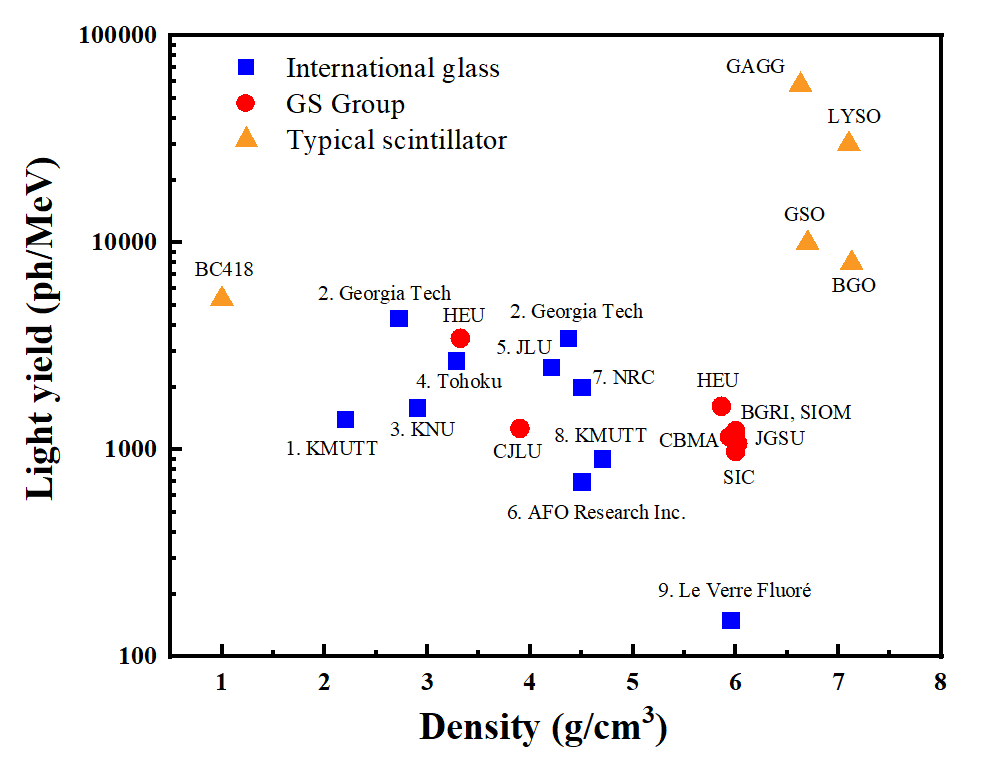 100000
10000
1000
100
Light yield (ph/MeV)
International glass
GS Group
Typical scintillator
GAGG
LYSO
GSO
BGO
BC418
2. Georgia Tech
HEU
2. Georgia Tech
5. JLU
4. Tohoku
7. NRC
HEU
1. KMUTT
3. KNU
CJLU
8. KMUTT
BGRI, SIOM
CBMA
JGSU
SIC
6. AFO Research Inc.
9. Le Verre Fluoré
1 2 3 4 5 6 7 8
Density (g/cm³)